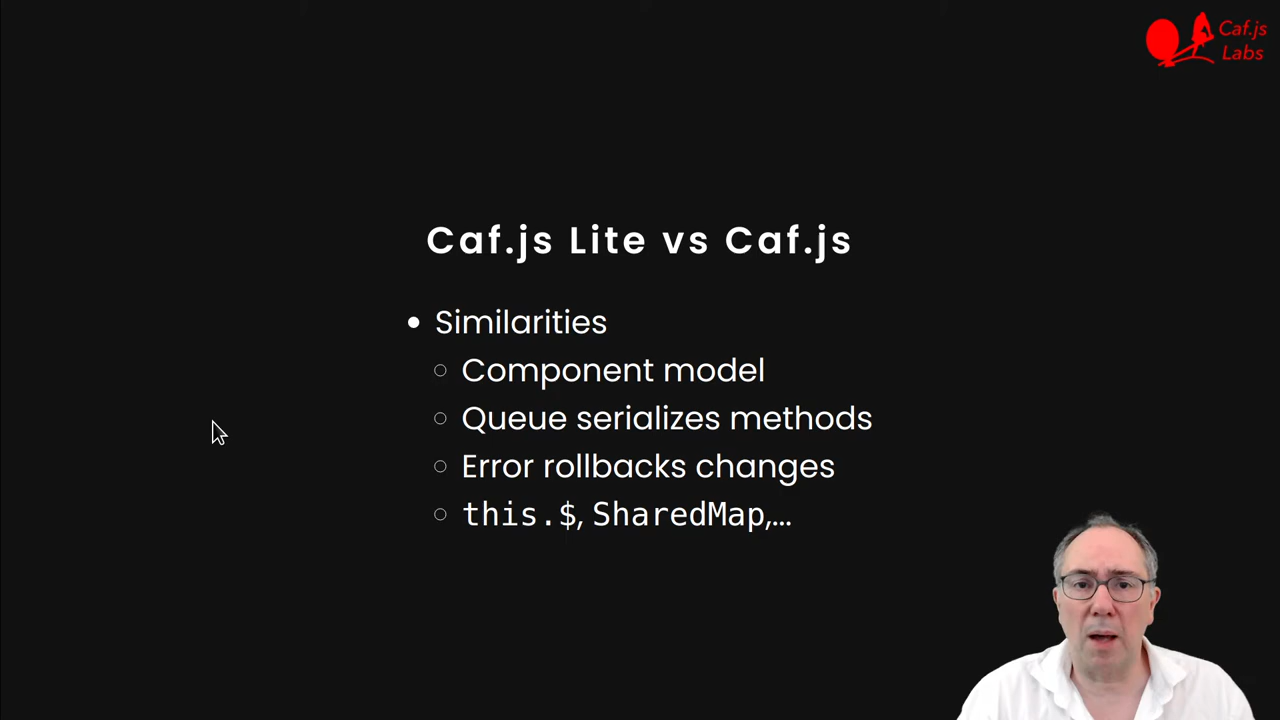 Caf.js
Labs
Caf.js Lite vs Caf.js
Similarities
Component model
Queue serializes methods
Error rollbacks changes
this.$, SharedMap,...